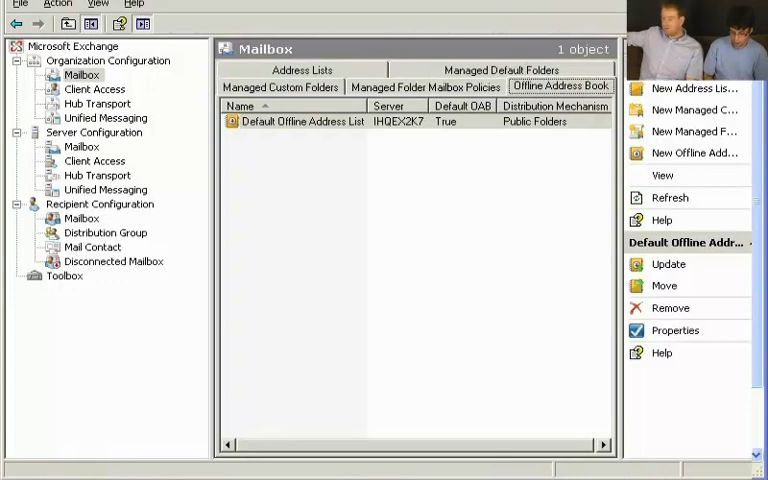 File Action View Help
Microsoft Exchange
Organization Configuration
Mailbox
Client Access
Hub Transport
Unified Messaging
Server Configuration
Mailbox
Client Access
Hub Transport
Unified Messaging
Recipient Configuration
Mailbox
Distribution Group
Mail Contact
Disconnected Mailbox
Toolbox
Mailbox 1 object
Address Lists Managed Default Folders
Managed Custom Folders Managed Folder Mailbox Policies Offline Address Book
Name Server Default OAB Distribution Mechanism
Default Offline Address List IHQEX2K7 True Public Folders
New Address Lis...
New Managed C...
New Managed F...
New Offline Add...
View
Refresh
Help
Default Offline Addr...
Update
Move
Remove
Properties
Help